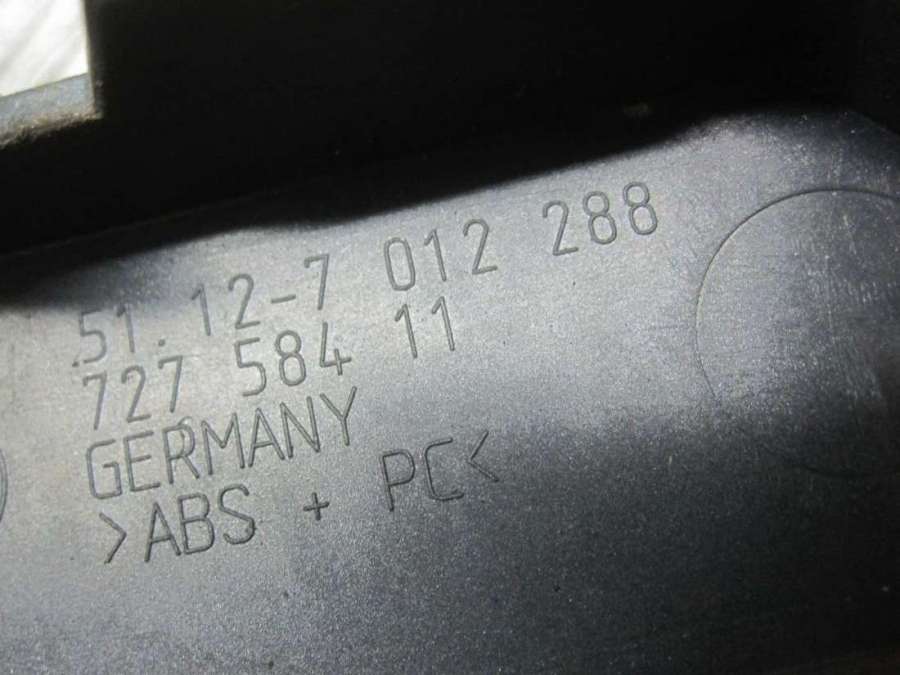 51.12-7 012 288
727 584 11
GERMANY
>ABS + PC<